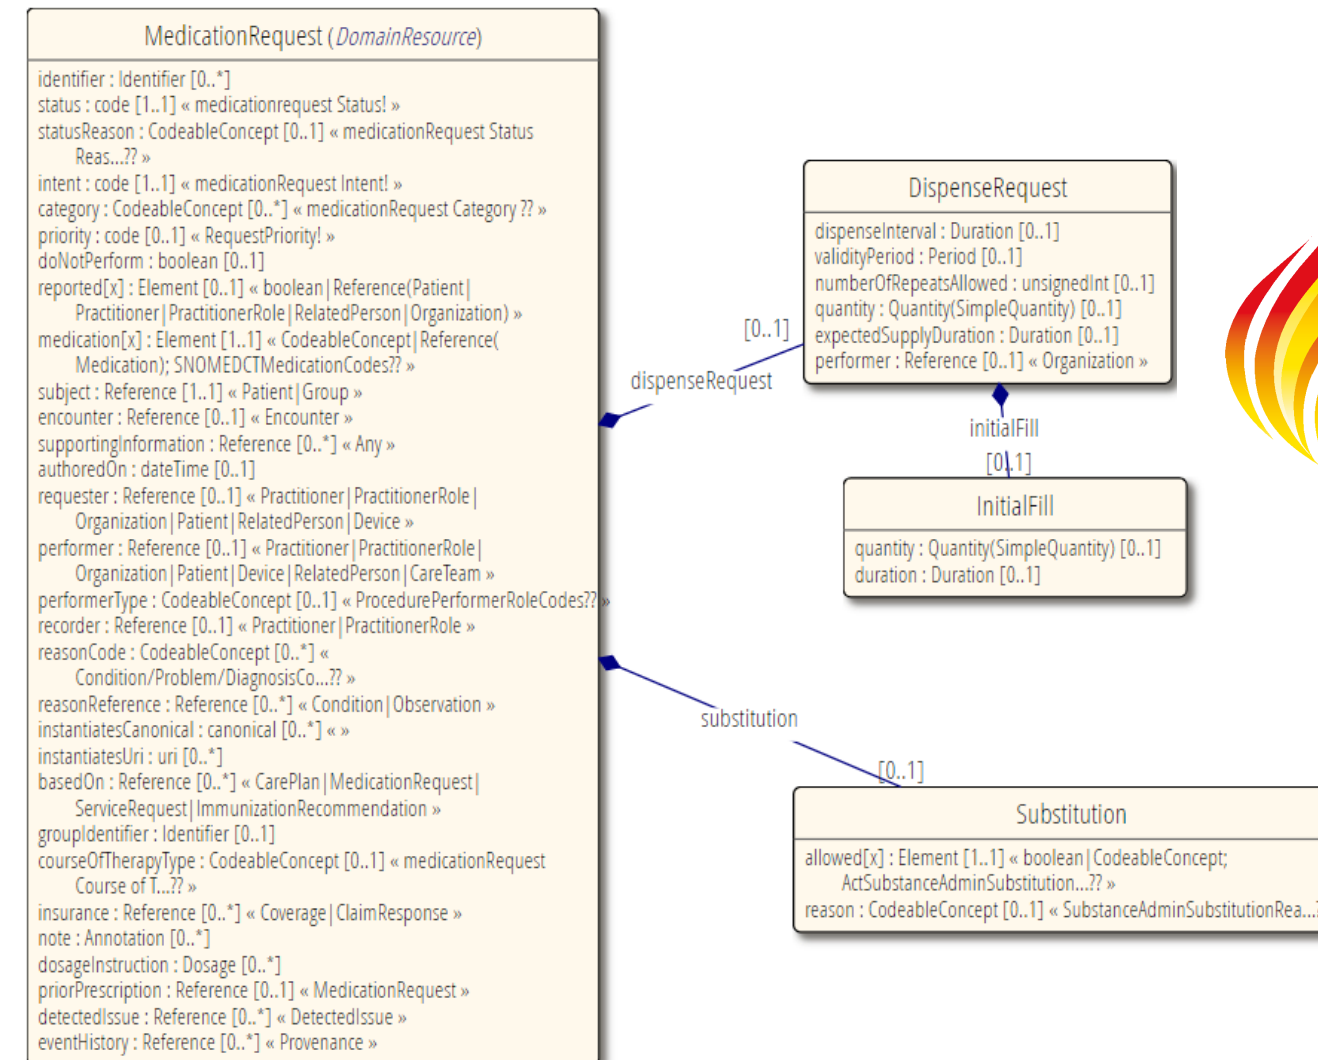 MedicationRequest (DomainResource)
identifier : Identifier [0..*]
status : code [1..1] « medicationrequest Status! »
statusReason : CodeableConcept [0..1] « medicationRequest Status
Reas...?? »
intent : code [1..1] « medicationRequest Intent! »
category : CodeableConcept [0..*] « medicationRequest Category ?? »
priority : code [0..1] « RequestPriority! »
doNotPerform : boolean [0..1]
reported[x] : Element [0..1] « boolean|Reference(Patient|
Practitioner|PractitionerRole|RelatedPerson|Organization) »
medication[x] : Element [1..1] « CodeableConcept|Reference(
Medication); SNOMEDCTMedicationCodes?? »
subject : Reference [1..1] « Patient|Group »
encounter : Reference [0..1] « Encounter »
supportingInformation : Reference [0..*] « Any »
authoredOn : dateTime [0..1]
requester : Reference [0..1] « Practitioner|PractitionerRole|
Organization|Patient|RelatedPerson|Device »
performer : Reference [0..1] « Practitioner|PractitionerRole|
Organization|Patient|Device|RelatedPerson|CareTeam »
performerType : CodeableConcept [0..1] « ProcedurePerformerRoleCodes?? »
recorder : Reference [0..1] « Practitioner|PractitionerRole »
reasonCode : CodeableConcept [0..*] «
Condition/Problem/DiagnosisCo...?? »
reasonReference : Reference [0..*] « Condition|Observation »
instantiatesCanonical : canonical [0..*] « »
instantiatesUri : uri [0..*]
basedOn : Reference [0..*] « CarePlan|MedicationRequest|
ServiceRequest|ImmunizationRecommendation »
groupIdentifier : Identifier [0..1]
courseOfTherapyType : CodeableConcept [0..1] « medicationRequest
Course of T...?? »
insurance : Reference [0..*] « Coverage|ClaimResponse »
note : Annotation [0..*]
dosageInstruction : Dosage [0..*]
priorPrescription : Reference [0..1] « MedicationRequest »
detectedIssue : Reference [0..*] « DetectedIssue »
eventHistory : Reference [0..*] « Provenance »
[0..1]
dispenseRequest
DispenseRequest
dispenseInterval : Duration [0..1]
validityPeriod : Period [0..1]
numberOfRepeatsAllowed : unsignedInt [0..1]
quantity : Quantity(SimpleQuantity) [0..1]
expectedSupplyDuration : Duration [0..1]
performer : Reference [0..1] « Organization »
initialFill
[0..1]
InitialFill
quantity : Quantity(SimpleQuantity) [0..1]
duration : Duration [0..1]
substitution
[0..1]
Substitution
allowed[x] : Element [1..1] « boolean|CodeableConcept;
ActSubstanceAdminSubstitution...?? »
reason : CodeableConcept [0..1] « SubstanceAdminSubstitutionRea...?